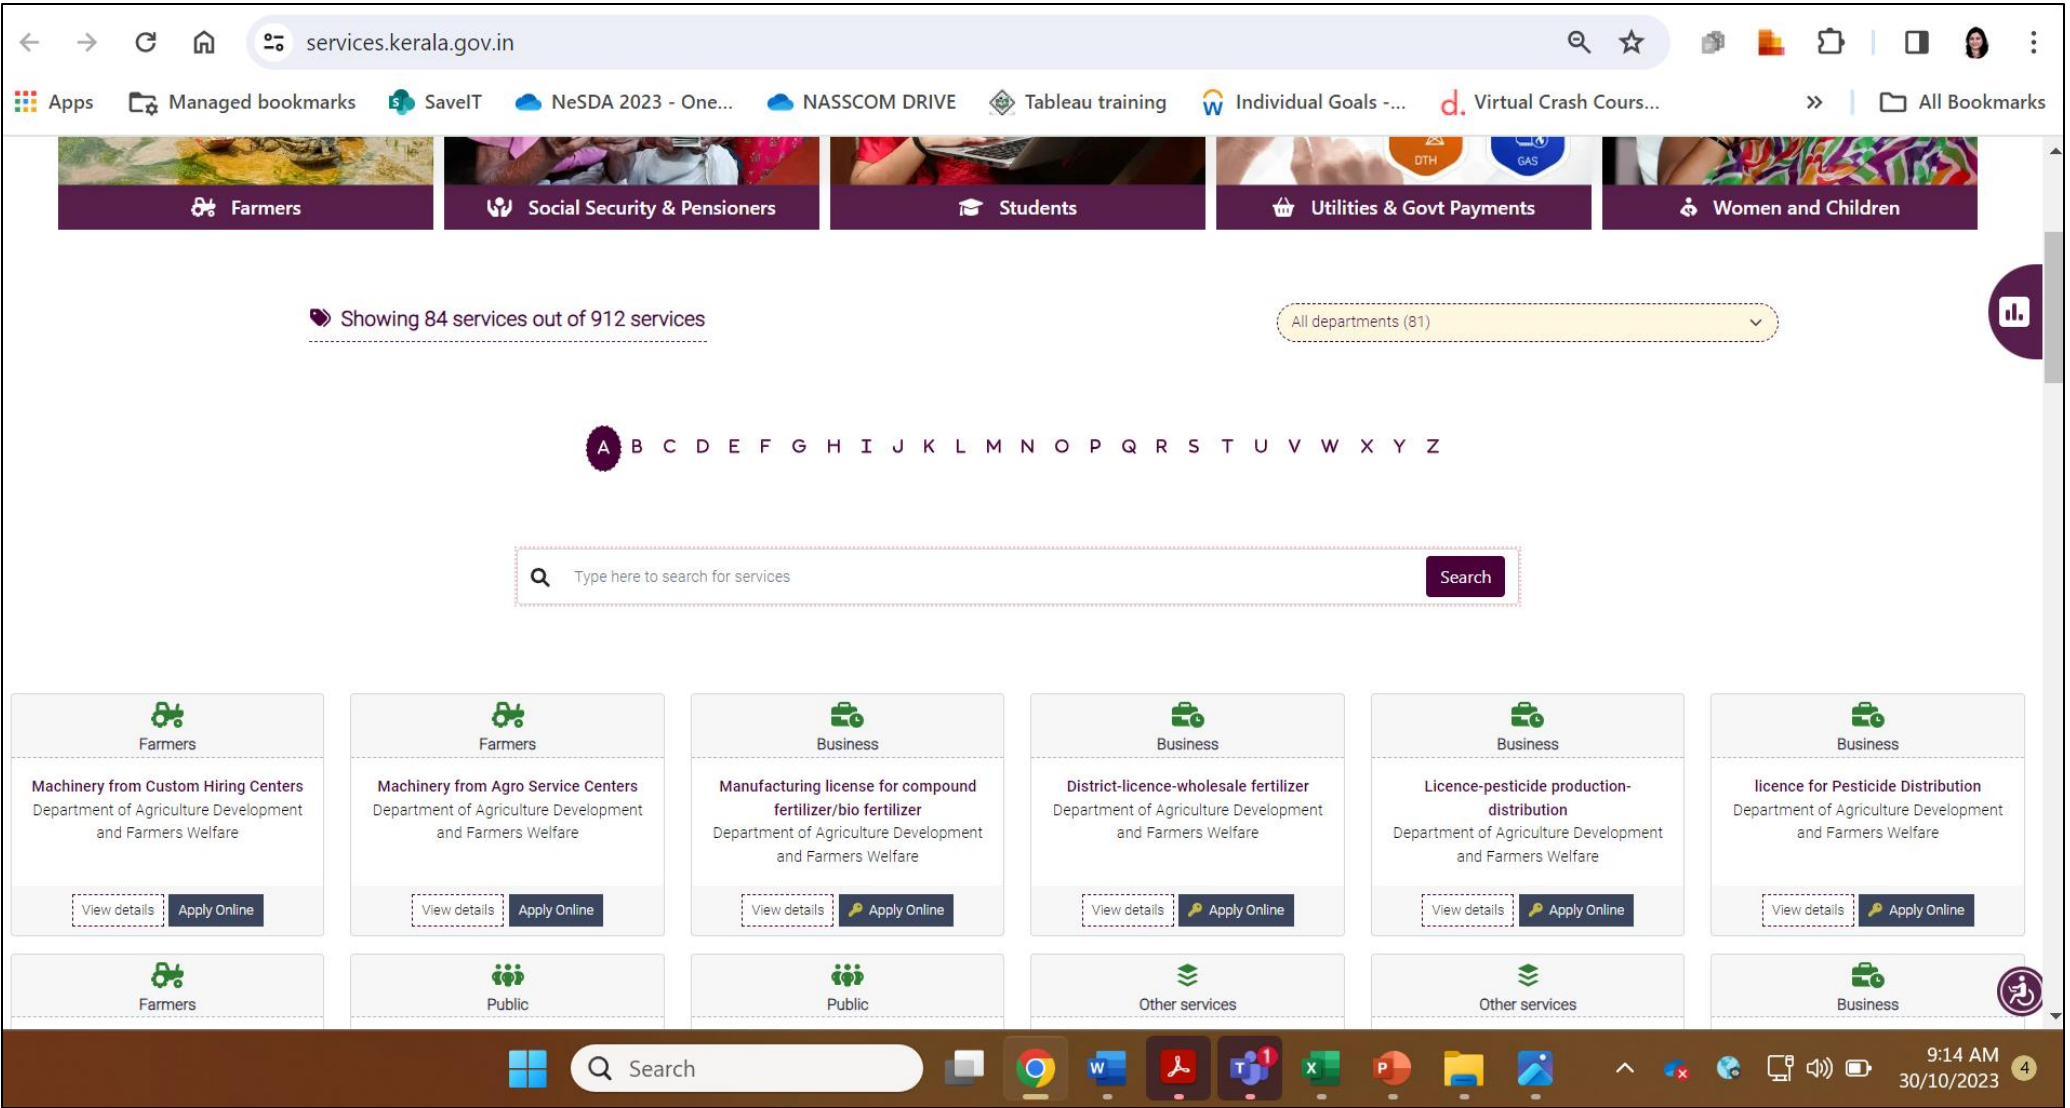 services.kerala.gov.in
Apps Managed bookmarks SaveIT NeSDA 2023 - One... NASSCOM DRIVE Tableau training Individual Goals -... Virtual Crash Cours... » All Bookmarks
DTH GAS
Farmers Social Security & Pensioners Students Utilities & Govt Payments Women and Children
Showing 84 services out of 912 services All departments (81)
A B C D E F G H I J K L M N O P Q R S T U V W X Y Z
Type here to search for services Search
Farmers Farmers Business Business Business Business
Machinery from Custom Hiring Centers
Department of Agriculture Development
and Farmers Welfare
View details Apply Online
Machinery from Agro Service Centers
Department of Agriculture Development
and Farmers Welfare
View details Apply Online
Manufacturing license for compound
fertilizer/bio fertilizer
Department of Agriculture Development
and Farmers Welfare
View details Apply Online
District-licence-wholesale fertilizer
Department of Agriculture Development
and Farmers Welfare
View details Apply Online
Licence-pesticide production-
distribution
Department of Agriculture Development
and Farmers Welfare
View details Apply Online
licence for Pesticide Distribution
Department of Agriculture Development
and Farmers Welfare
View details Apply Online
Farmers Public Public Other services Other services Business
Search
1
9:14 AM
30/10/2023
4